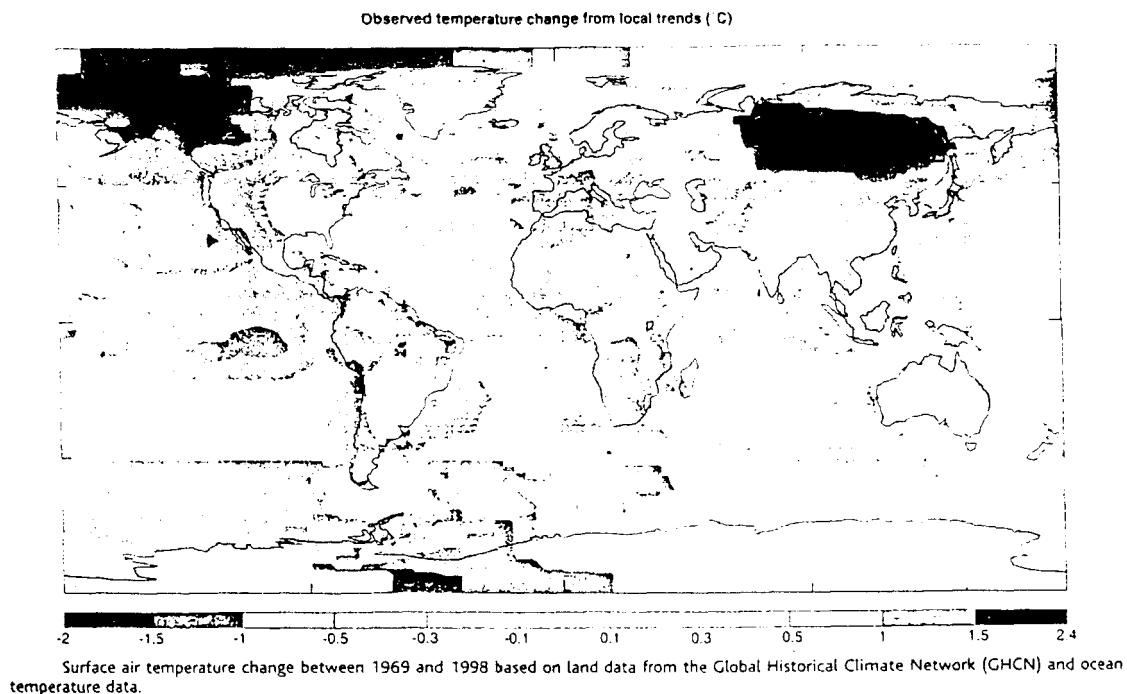 Observed temperature change from local trends (°C)
-2 -1.5 -1 -0.5 -0.3 -0.1 0.1 0.3 0.5 1 1.5 2.4
Surface air temperature change between 1969 and 1998 based on land data from the Global Historical Climate Network (GHCN) and ocean
temperature data.